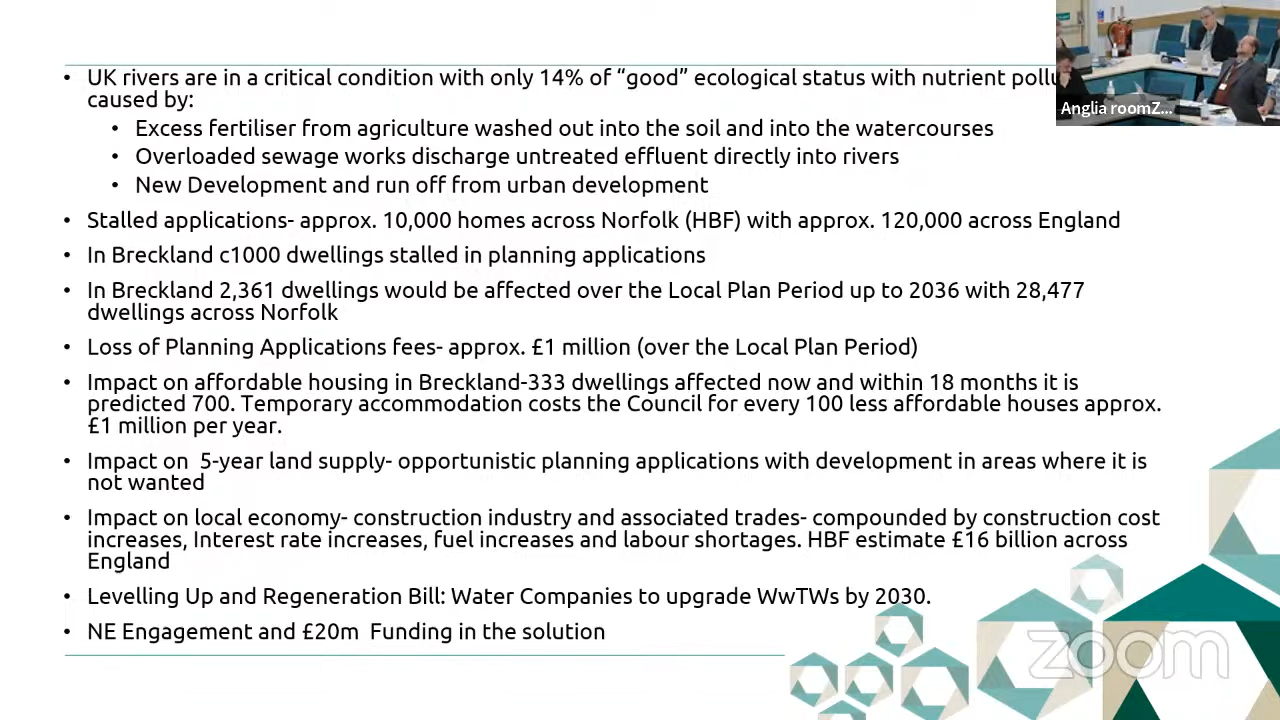 • UK rivers are in a critical condition with only 14% of “good” ecological status with nutrient
caused by:
• Excess fertiliser from agriculture washed out into the soil and into the watercourses
• Overloaded sewage works discharge untreated effluent directly into rivers
• New Development and run off from urban development
• Stalled applications- approx. 10,000 homes across Norfolk (HBF) with approx. 120,000 across England
• In Breckland c1000 dwellings stalled in planning applications
• In Breckland 2,361 dwellings would be affected over the Local Plan Period up to 2036 with 28,477
dwellings across Norfolk
• Loss of Planning Applications fees- approx. £1 million (over the Local Plan Period)
• Impact on affordable housing in Breckland-333 dwellings affected now and within 18 months it is
predicted 700. Temporary accommodation costs the Council for every 100 less affordable houses approx.
£1 million per year.
• Impact on 5-year land supply- opportunistic planning applications with development in areas where it is
not wanted
• Impact on local economy- construction industry and associated trades- compounded by construction cost
increases, Interest rate increases, fuel increases and labour shortages. HBF estimate £16 billion across
England
• Levelling Up and Regeneration Bill: Water Companies to upgrade WwTWs by 2030.
• NE Engagement and £20m Funding in the solution
Anglia roomZ...
zoom